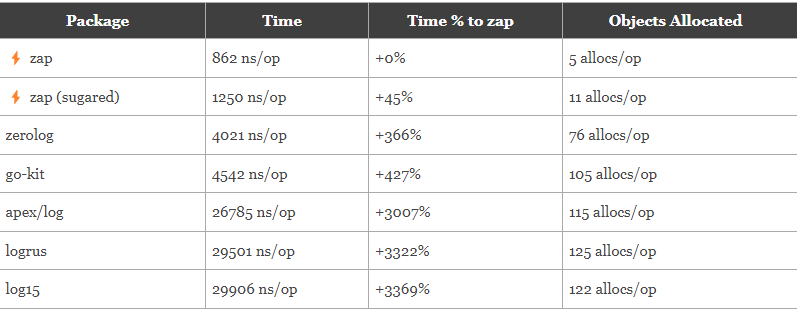 Package Time Time % to zap Objects Allocated
⚡ zap 862 ns/op +0% 5 allocs/op
⚡ zap (sugared) 1250 ns/op +45% 11 allocs/op
zerolog 4021 ns/op +366% 76 allocs/op
go-kit 4542 ns/op +427% 105 allocs/op
apex/log 26785 ns/op +3007% 115 allocs/op
logrus 29501 ns/op +3322% 125 allocs/op
log15 29906 ns/op +3369% 122 allocs/op